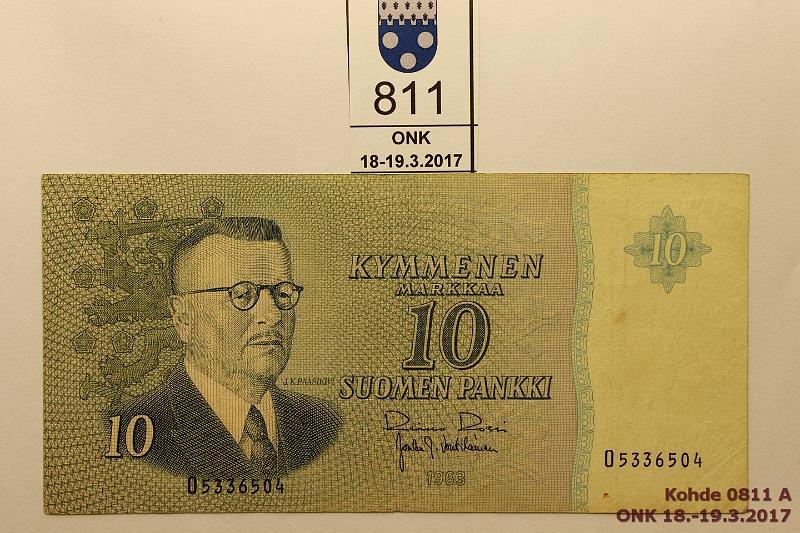 811
ONK
18-19.3.2017
10
KYMMENEN
MARKKAA
10
J.K.PAASIKIVI
SUOMEN PANKKI
10
1963
O5336504
O5336504
Kohde 0811 A
ONK 18.-19.3.2017